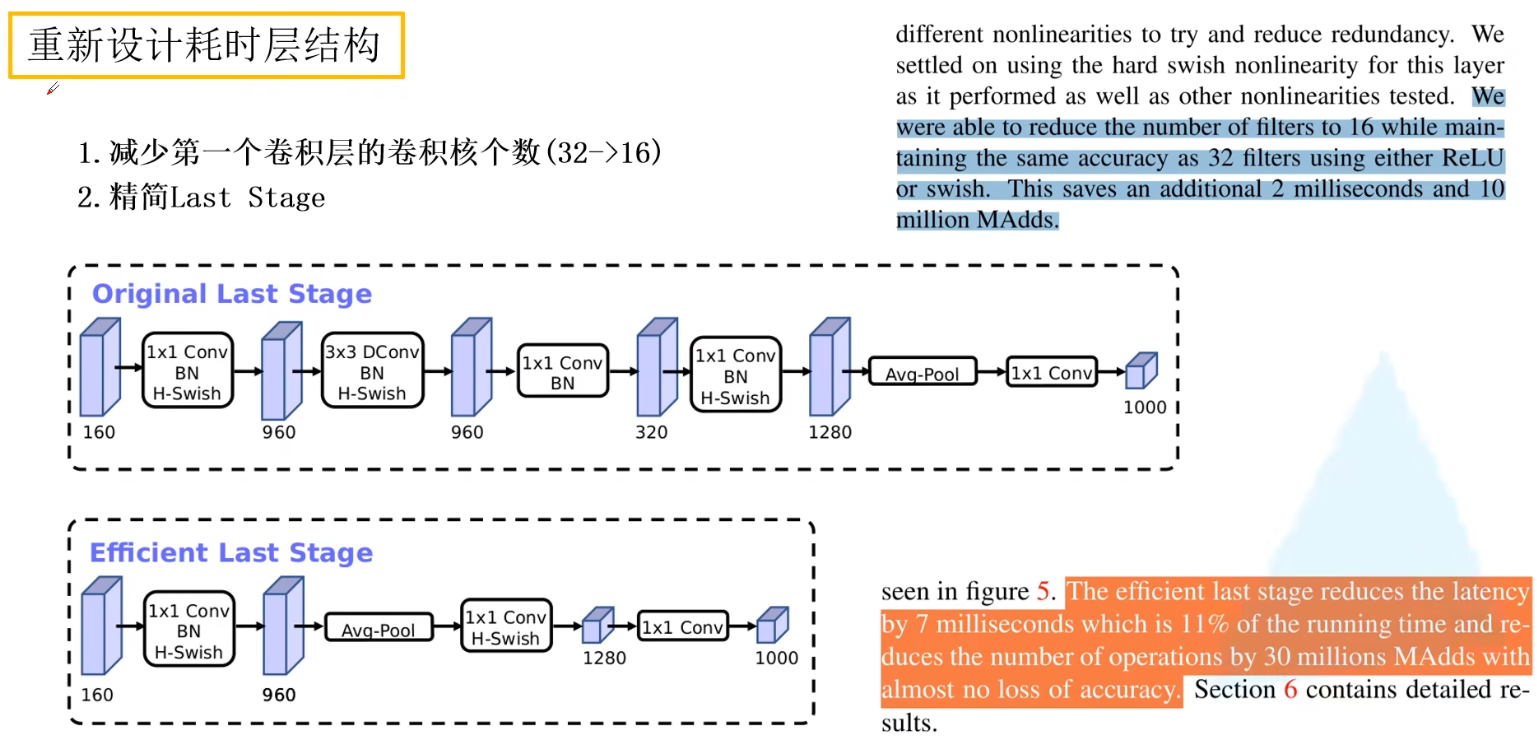 重新设计耗时层结构
different nonlinearities to try and reduce redundancy. We
settled on using the hard swish nonlinearity for this layer
as it performed as well as other nonlinearities tested. We
were able to reduce the number of filters to 16 while main-
taining the same accuracy as 32 filters using either ReLU
or swish. This saves an additional 2 milliseconds and 10
million MAdds.
1.减少第一个卷积层的卷积核个数(32->16)
2.精简Last Stage
Original Last Stage
1x1 Conv
BN
H-Swish
3x3 DConv
BN
H-Swish
1x1 Conv
BN
1x1 Conv
BN
H-Swish
Avg-Pool
1x1 Conv
160
960
960
320
1280
1000
Efficient Last Stage
1x1 Conv
BN
H-Swish
Avg-Pool
1x1 Conv
H-Swish
1x1 Conv
160
960
1280
1000
seen in figure 5. The efficient last stage reduces the latency
by 7 milliseconds which is 11% of the running time and re-
duces the number of operations by 30 millions MAdds with
almost no loss of accuracy. Section 6 contains detailed re-
sults.